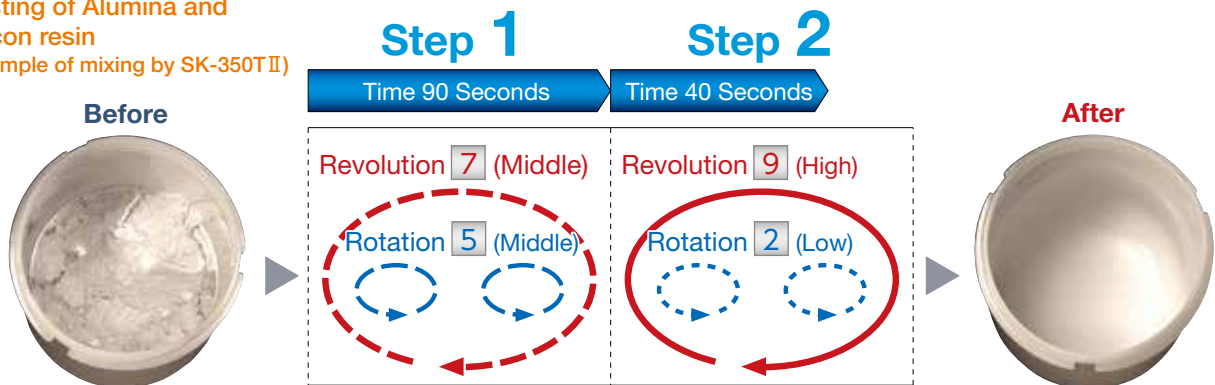 sting of Alumina and
con resin
mple of mixing by SK-350TⅡ)
Before
Step 1
Time 90 Seconds
Revolution 7 (Middle)
Rotation 5 (Middle)
Step 2
Time 40 Seconds
Revolution 9 (High)
Rotation 2 (Low)
After